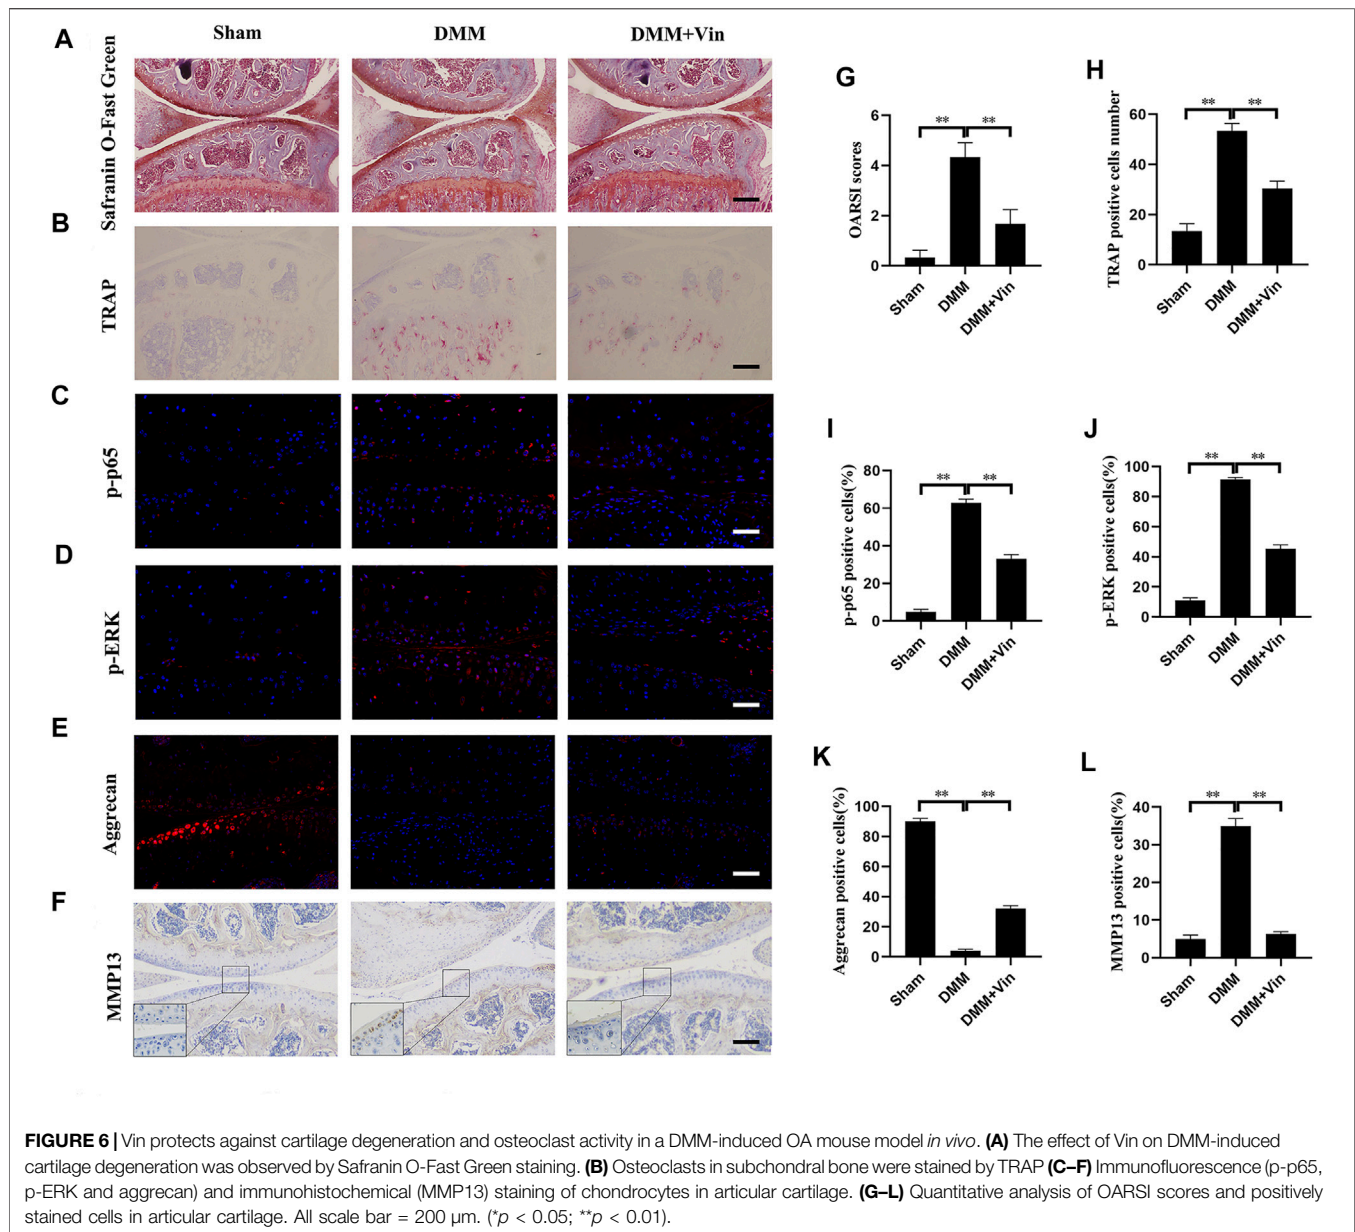 A
Sham
DMM
DMM+Vin
Safranin O-Fast Green
B
TRAP
C
p-p65
D
p-ERK
E
Aggrecan
F
MMP13
G
OARSI scores
6
4
2
0
**
**
Sham
DMM
DMM+Vin
H
TRAP positive cells number
60
40
20
0
**
**
Sham
DMM
DMM+Vin
I
p-p65 positive cells(%)
80
60
40
20
0
**
**
Sham
DMM
DMM+Vin
J
p-ERK positive cells(%)
100
80
60
40
20
0
**
**
Sham
DMM
DMM+Vin
K
Aggrecan positive cells(%)
100
80
60
40
20
0
**
**
Sham
DMM
DMM+Vin
L
MMP13 positive cells(%)
40
30
20
10
0
**
**
Sham
DMM
DMM+Vin
FIGURE 6 | Vin protects against cartilage degeneration and osteoclast activity in a DMM-induced OA mouse model in vivo. (A) The effect of Vin on DMM-induced
cartilage degeneration was observed by Safranin O-Fast Green staining. (B) Osteoclasts in subchondral bone were stained by TRAP (C–F) Immunofluorescence (p-p65,
p-ERK and aggrecan) and immunohistochemical (MMP13) staining of chondrocytes in articular cartilage. (G–L) Quantitative analysis of OARSI scores and positively
stained cells in articular cartilage. All scale bar = 200 μm. (*p < 0.05; **p < 0.01).